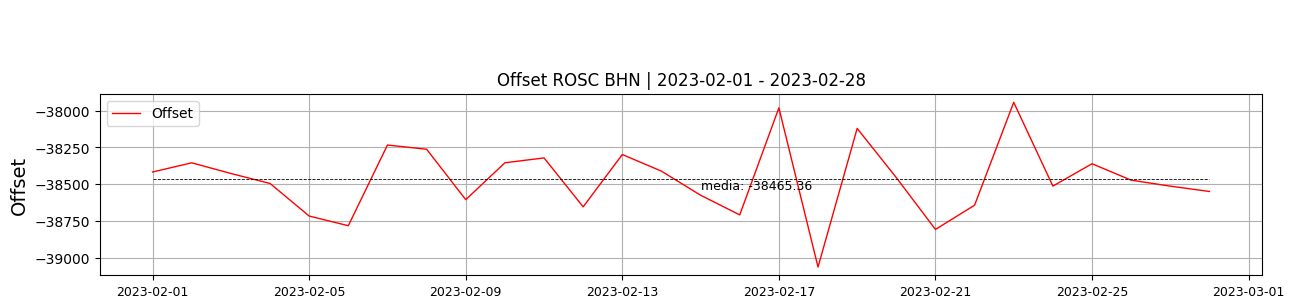 Offset ROSC BHN | 2023-02-01 - 2023-02-28
Offset
Offset
−38000
−38250
−38500
−38750
−39000
media: -38465.36
2023-02-01 2023-02-05 2023-02-09 2023-02-13 2023-02-17 2023-02-21 2023-02-25 2023-03-01